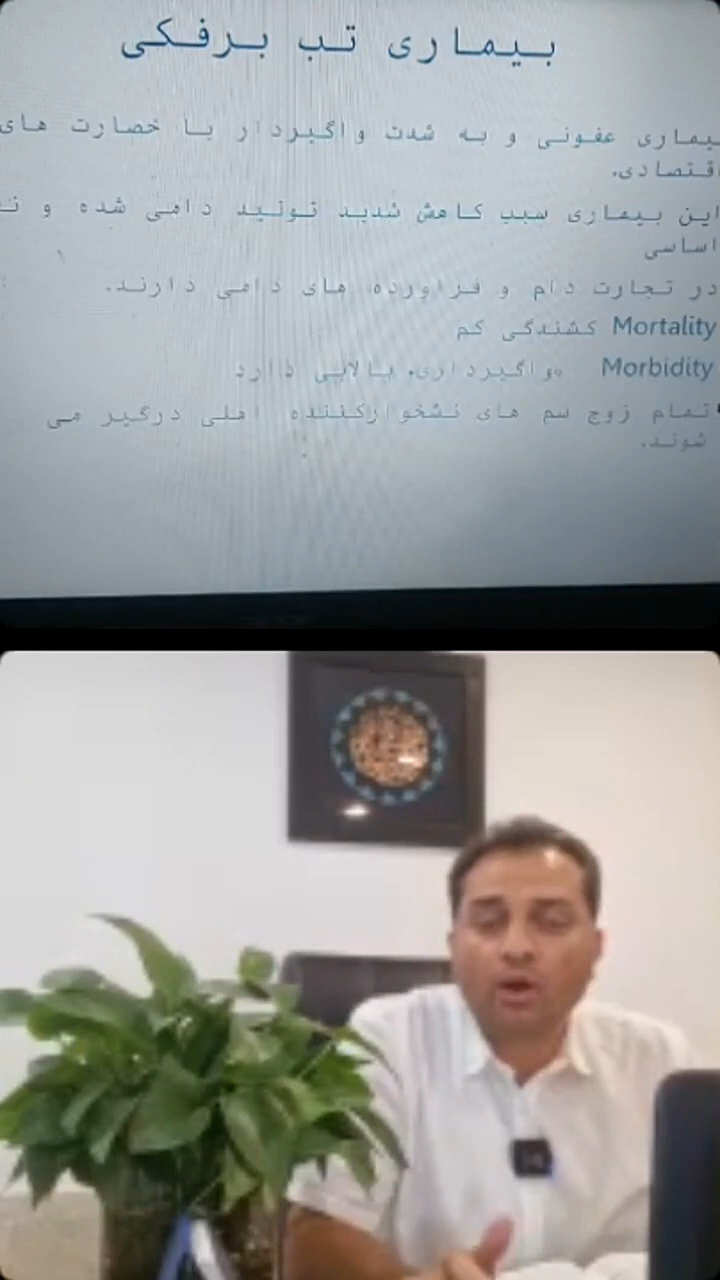 بیماری تب برفکی
بیماری عفونی و به شدت واگیردار با خصارت های
اقتصادی.
این بیماری سبب کاهش شدید تولید دامی شده و
اساسی
در تجارت دام و فراورده های دامی دارند.
Mortality کشندگی کم
Morbidity واگیرداری بالایی دارد
تمام زوج سم های نشخوارکننده اهلی درگیر می
شوند.